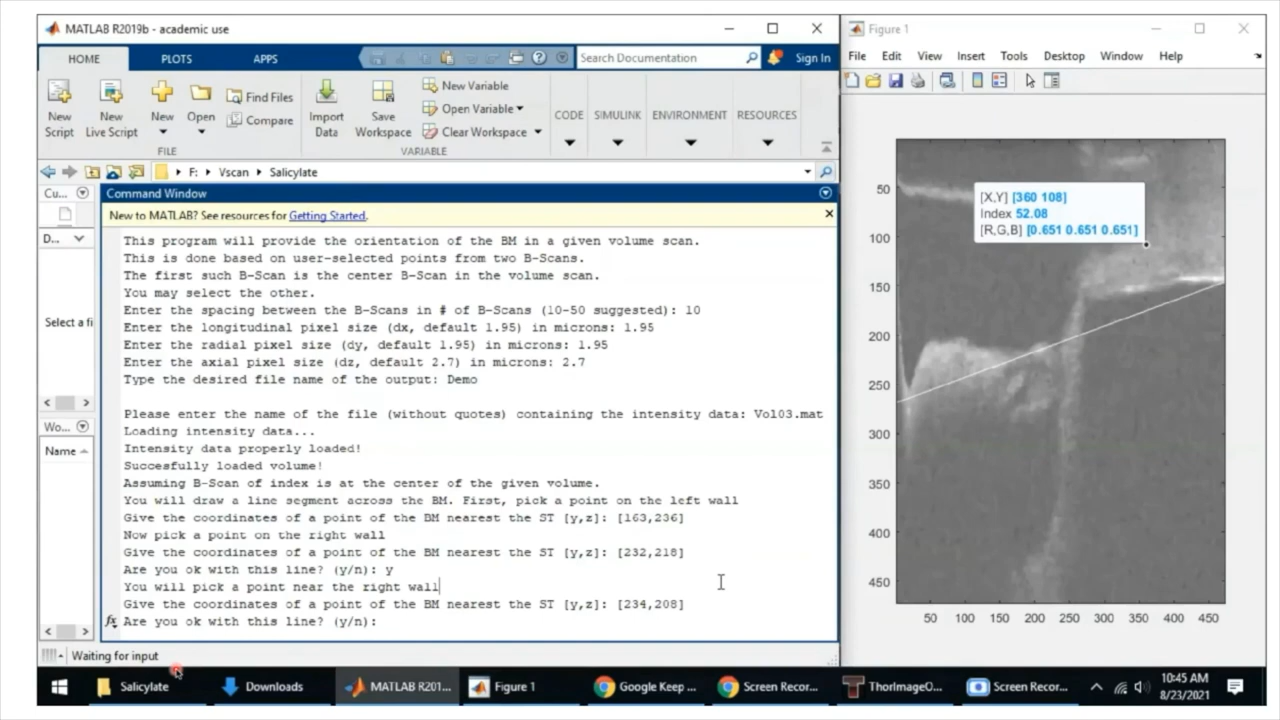 MATLAB R2019b - academic use
HOME PLOTS APPS
Search Documentation
Sign In
New Script
New Live Script
New
Open
Find Files
Compare
Import Data
Save Workspace
New Variable
Open Variable
Clear Workspace
CODE SIMULINK ENVIRONMENT RESOURCES
FILE VARIABLE
F: Vscan Salicylate
Cu...
D...
Select a fi
Wo...
Name
Command Window
New to MATLAB? See resources for Getting Started.
This program will provide the orientation of the BM in a given volume scan.
This is done based on user-selected points from two B-Scans.
The first such B-Scan is the center B-Scan in the volume scan.
You may select the other.
Enter the spacing between the B-Scans in # of B-Scans (10-50 suggested): 10
Enter the longitudinal pixel size (dx, default 1.95) in microns: 1.95
Enter the radial pixel size (dy, default 1.95) in microns: 1.95
Enter the axial pixel size (dz, default 2.7) in microns: 2.7
Type the desired file name of the output: Demo
Please enter the name of the file (without quotes) containing the intensity data: Vol03.mat
Loading intensity data...
Intensity data properly loaded!
Succesfully loaded volume!
Assuming B-Scan of index is at the center of the given volume.
You will draw a line segment across the BM. First, pick a point on the left wall
Give the coordinates of a point of the BM nearest the ST [y,z]: [163,236]
Now pick a point on the right wall
Give the coordinates of a point of the BM nearest the ST [y,z]: [232,218]
Are you ok with this line? (y/n): y
You will pick a point near the right wall
Give the coordinates of a point of the BM nearest the ST [y,z]: [234,208]
fx Are you ok with this line? (y/n):
Waiting for input
Figure 1
File Edit View Insert Tools Desktop Window Help
[X,Y] [360 108]
Index 52.08
[R,G,B] [0.651 0.651 0.651]
50
100
150
200
250
300
350
400
450
50 100 150 200 250 300 350 400 450
Salicylate
Downloads
MATLAB R201...
Figure 1
Google Keep ...
Screen Recor...
ThorImageO...
Screen Recor...
10:45 AM
8/23/2021